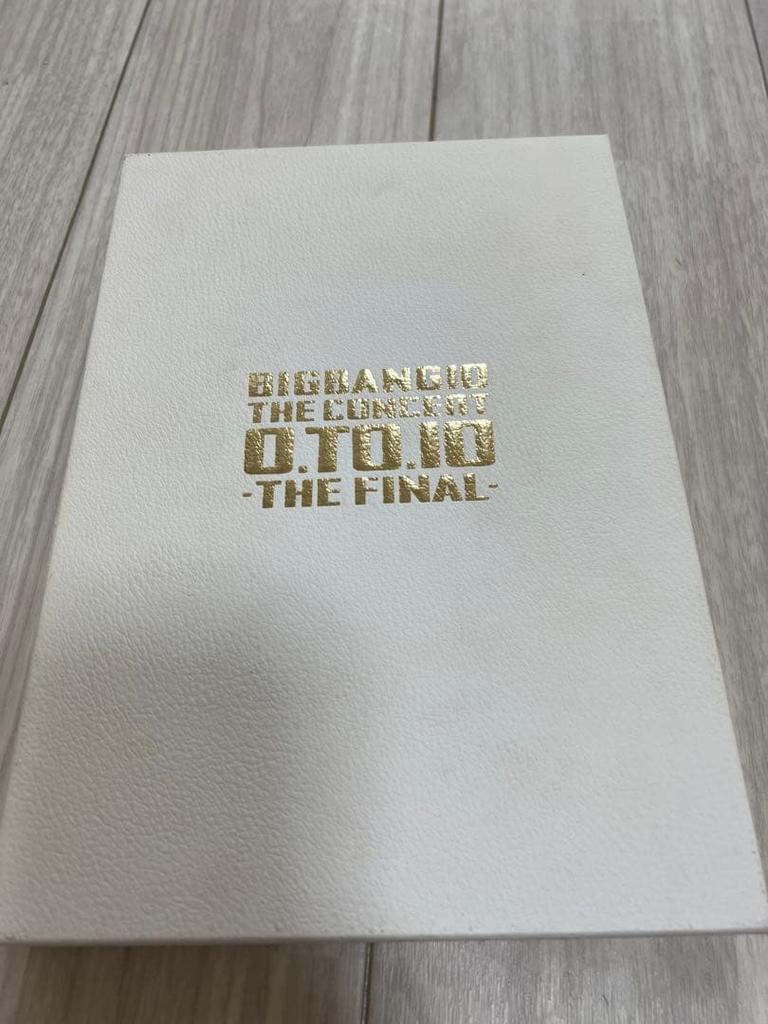 BIGBANG10
THE CONCERT
0.TO.10
-THE FINAL-